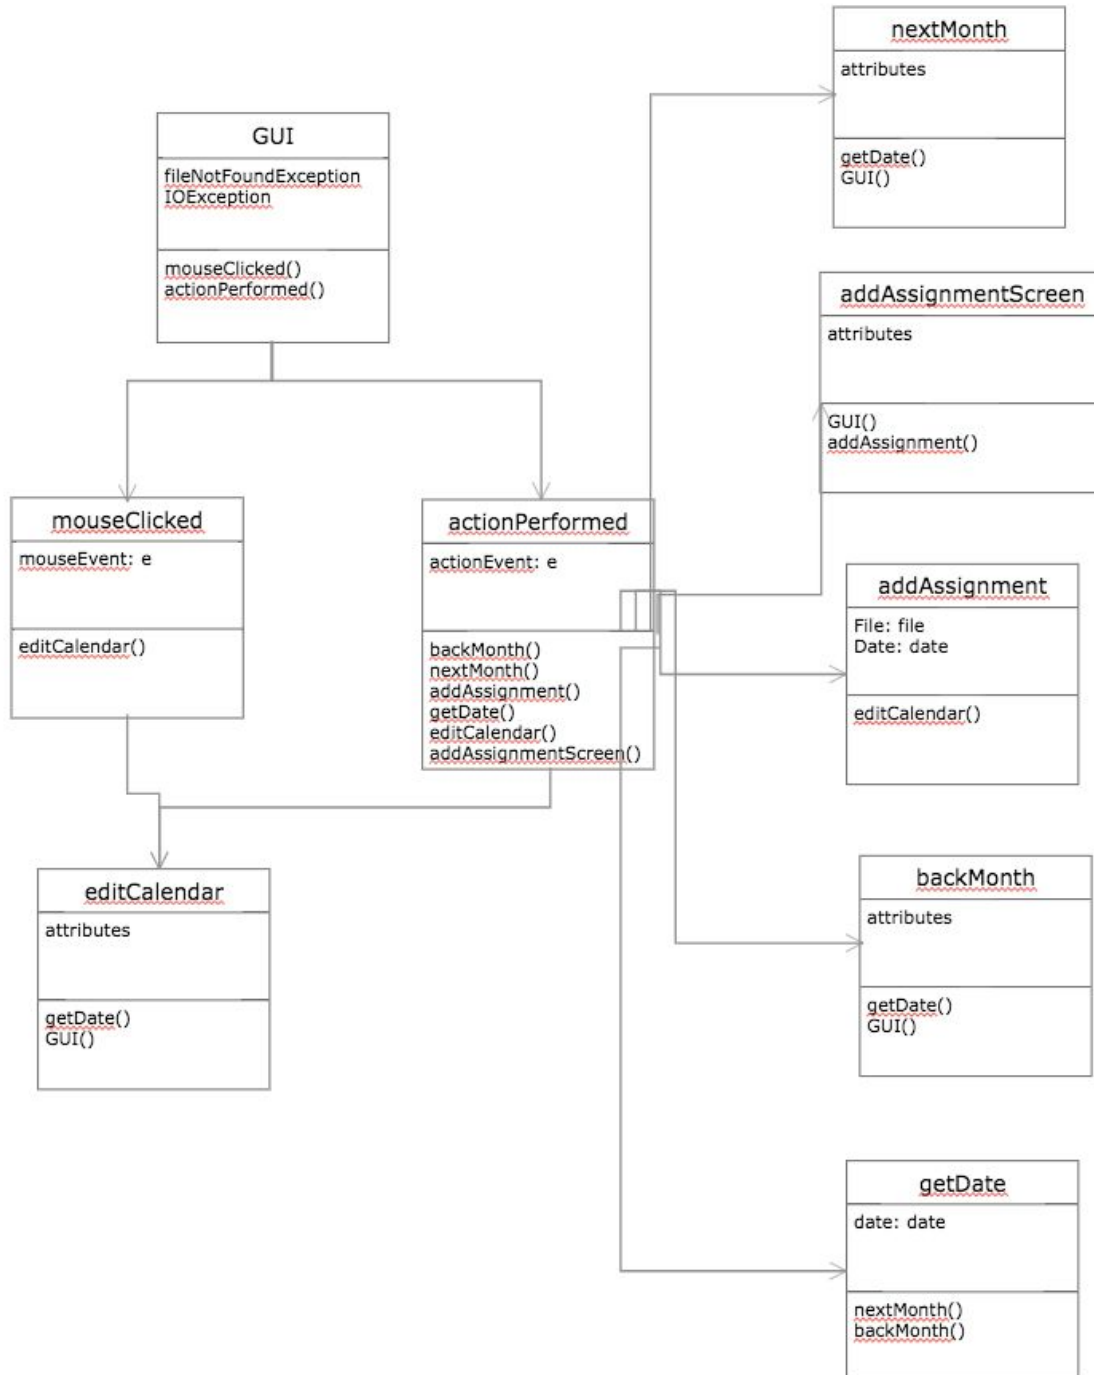 nextMonth
attributes
getDate()
GUI()
GUI
fileNotFoundException
IOException
mouseClicked()
actionPerformed()
addAssignmentScreen
attributes
GUI()
addAssignment()
mouseClicked
mouseEvent: e
editCalendar()
actionPerformed
actionEvent: e
backMonth()
nextMonth()
addAssignment()
getDate()
editCalendar()
addAssignmentScreen()
addAssignment
File: file
Date: date
editCalendar()
editCalendar
attributes
getDate()
GUI()
backMonth
attributes
getDate()
GUI()
getDate
date: date
nextMonth()
backMonth()